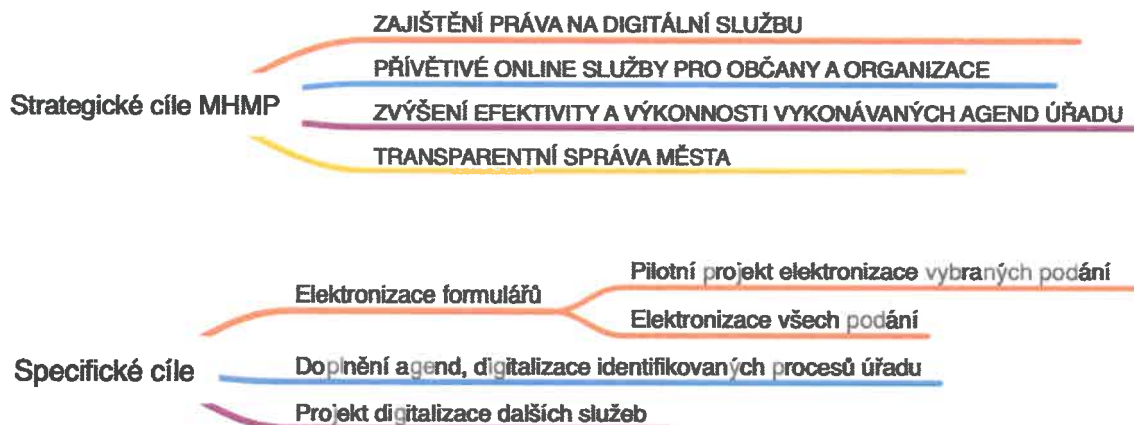 ZAJIŠTĚNÍ PRÁVA NA DIGITÁLNÍ SLUŽBU
PŘÍVĚTIVÉ ONLINE SLUŽBY PRO OBČANY A ORGANIZACE
Strategické cíle MHMP
ZVÝŠENÍ EFEKTIVITY A VÝKONNOSTI VYKONÁVANÝCH AGEND ÚŘADU
TRANSPARENTNÍ SPRÁVA MĚSTA
Pilotní projekt elektronizace vybraných podání
Elektronizace formulářů
Elektronizace všech podání
Specifické cíle
Doplnění agend, digitalizace identifikovaných procesů úřadu
Projekt digitalizace dalších služeb